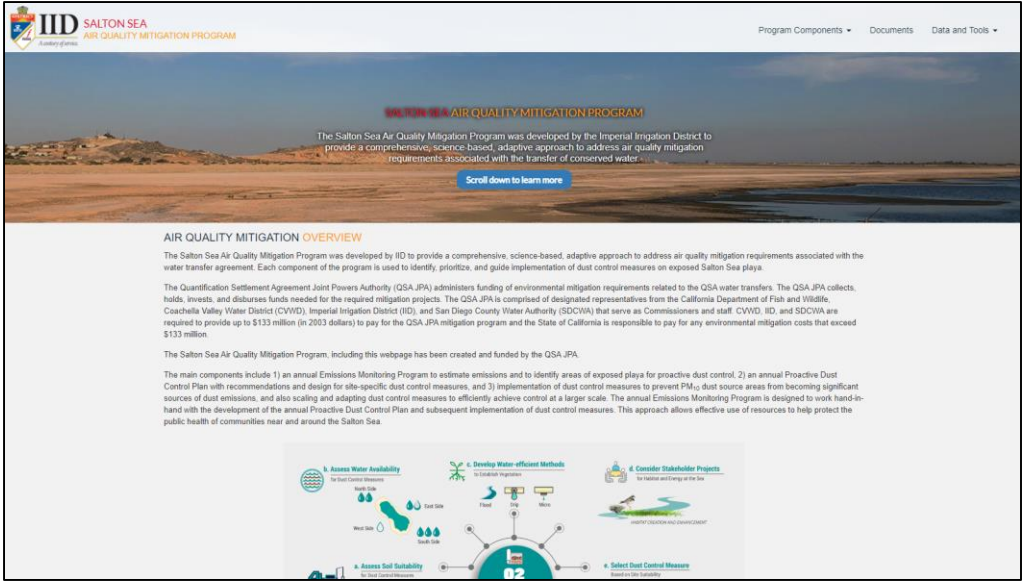 IID
A century of service.
SALTON SEA
AIR QUALITY MITIGATION PROGRAM
Program Components
Documents
Data and Tools
SALTON SEA AIR QUALITY MITIGATION PROGRAM
The Salton Sea Air Quality Mitigation Program was developed by the Imperial Irrigation District to
provide a comprehensive, science-based, adaptive approach to address air quality mitigation
requirements associated with the transfer of conserved water
Scroll down to learn more
AIR QUALITY MITIGATION OVERVIEW
The Salton Sea Air Quality Mitigation Program was developed by IID to provide a comprehensive, science-based, adaptive approach to address air quality mitigation requirements associated with the
water transfer agreement. Each component of the program is used to identify, prioritize, and guide implementation of dust control measures on exposed Salton Sea playa.
The Quantification Settlement Agreement Joint Powers Authority (QSA JPA) administers funding of environmental mitigation requirements related to the QSA water transfers. The QSA JPA collects,
holds, invests, and disburses funds needed for the required mitigation projects. The QSA JPA is comprised of designated representatives from the California Department of Fish and Wildlife,
Coachella Valley Water District (CVWD), Imperial Irrigation District (IID), and San Diego County Water Authority (SDCWA) that serve as Commissioners and staff. CVWD, IID, and SDCWA are
required to provide up to $133 million (in 2003 dollars) to pay for the QSA JPA mitigation program and the State of California is responsible to pay for any environmental mitigation costs that exceed
$133 million.
The Salton Sea Air Quality Mitigation Program, including this webpage has been created and funded by the QSA JPA.
The main components include 1) an annual Emissions Monitoring Program to estimate emissions and to identify areas of exposed playa for proactive dust control, 2) an annual Proactive Dust
Control Plan with recommendations and design for site-specific dust control measures, and 3) implementation of dust control measures to prevent PM₁₀ dust source areas from becoming significant
sources of dust emissions, and also scaling and adapting dust control measures to efficiently achieve control at a larger scale. The annual Emissions Monitoring Program is designed to work hand-in-
hand with the development of the annual Proactive Dust Control Plan and subsequent implementation of dust control measures. This approach allows effective use of resources to help protect the
public health of communities near and around the Salton Sea.
b. Assess Water Availability
for Dust Control Measures
North Side
East Side
West Side
South Side
c. Develop Water-efficient Methods
to Establish Vegetation
Flood
Drip
Micro
d. Consider Stakeholder Projects
for Habitat and Energy at the Sea
HABITAT CREATION AND ENHANCEMENT
a. Assess Soil Suitability
for Dust Control Measures
02
e. Select Dust Control Measure
Based on Site Suitability